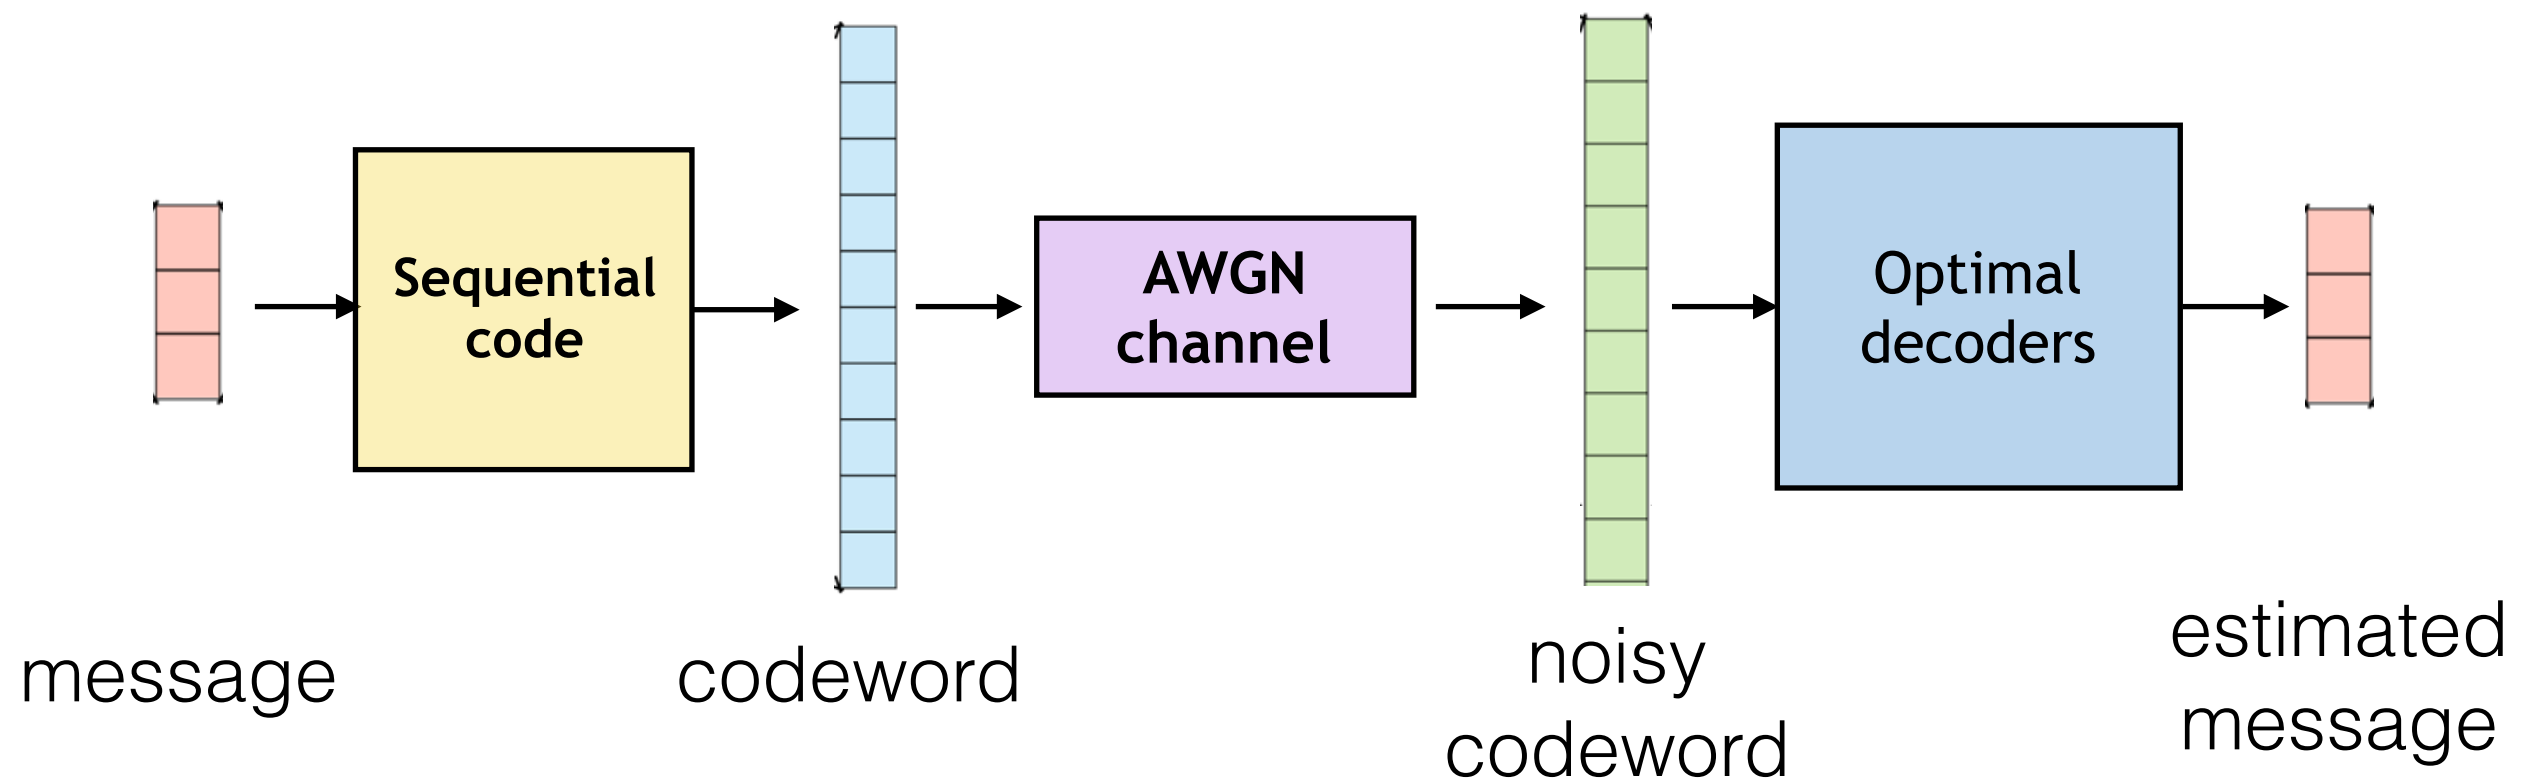 Sequential
code
AWGN
channel
Optimal
decoders
message
codeword
noisy
codeword
estimated
message